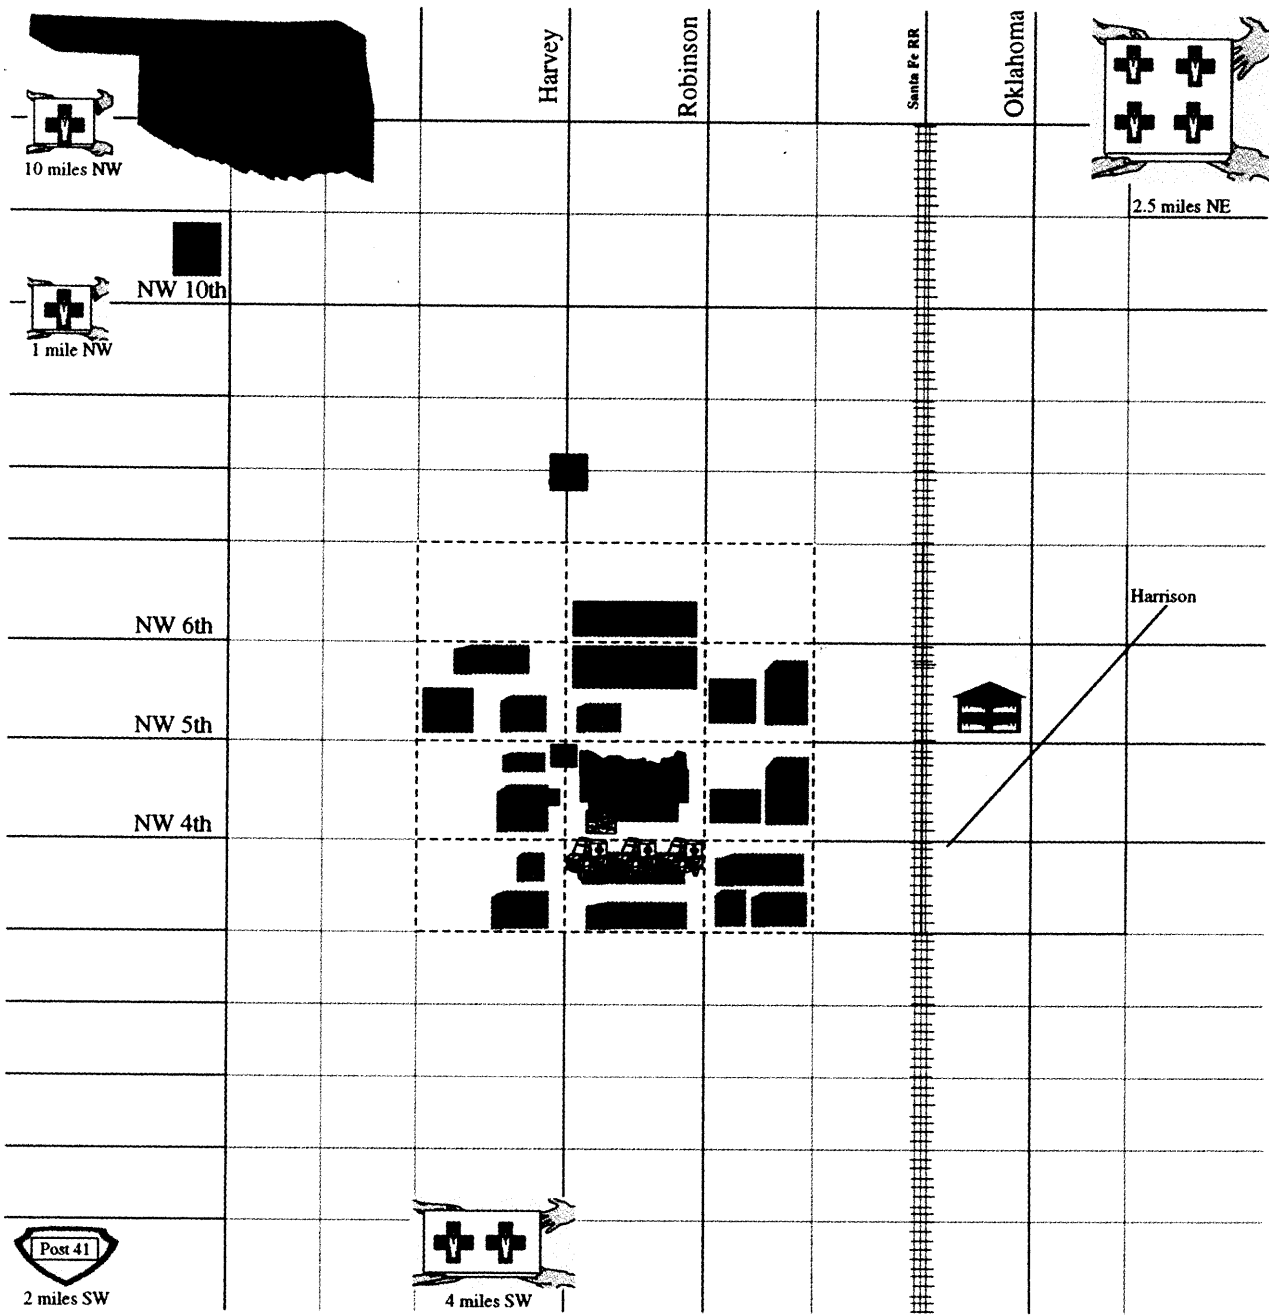 Harvey
Robinson
Santa Fe RR
Oklahoma
10 miles NW
2.5 miles NE
NW 10th
1 mile NW
Harrison
NW 6th
NW 5th
NW 4th
Post 41
2 miles SW
4 miles SW